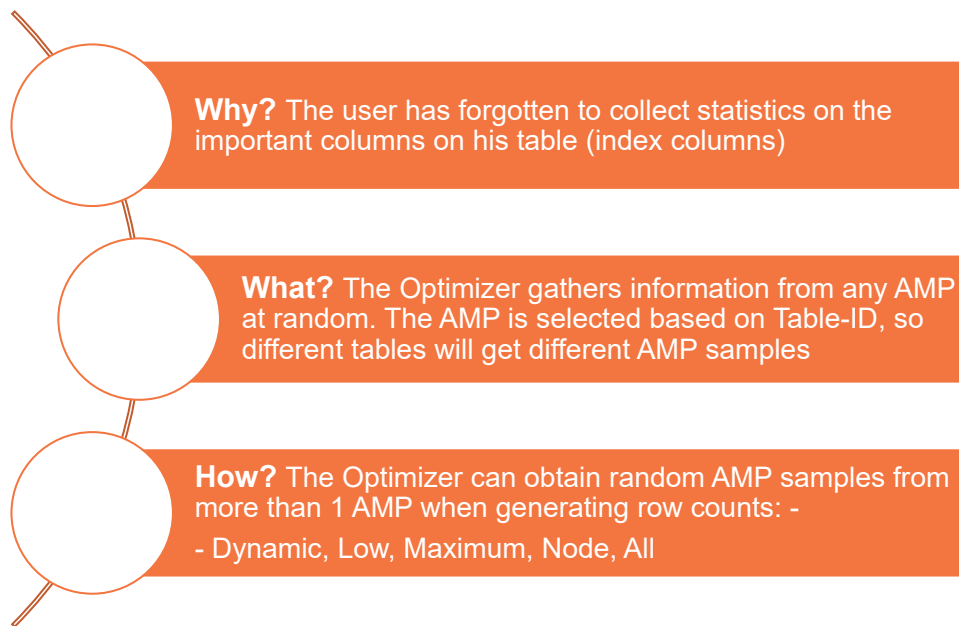 Why? The user has forgotten to collect statistics on the
important columns on his table (index columns)
What? The Optimizer gathers information from any AMP
at random. The AMP is selected based on Table-ID, so
different tables will get different AMP samples
How? The Optimizer can obtain random AMP samples from
more than 1 AMP when generating row counts: -
- Dynamic, Low, Maximum, Node, All